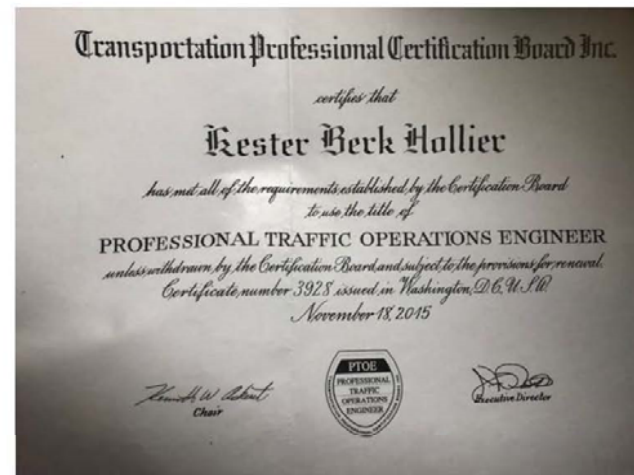 Transportation Professional Certification Board Inc.
certifies that
Kester Berk Hollier
has met all of the requirements established by the Certification Board
to use the title of
PROFESSIONAL TRAFFIC OPERATIONS ENGINEER
unless withdrawn by the Certification Board and subject to the provisions for renewal.
Certificate number 3928 issued in Washington, D.C. U.S.A.
November 18, 2015
Chair
PTOE
PROFESSIONAL
TRAFFIC
OPERATIONS
ENGINEER
Executive Director